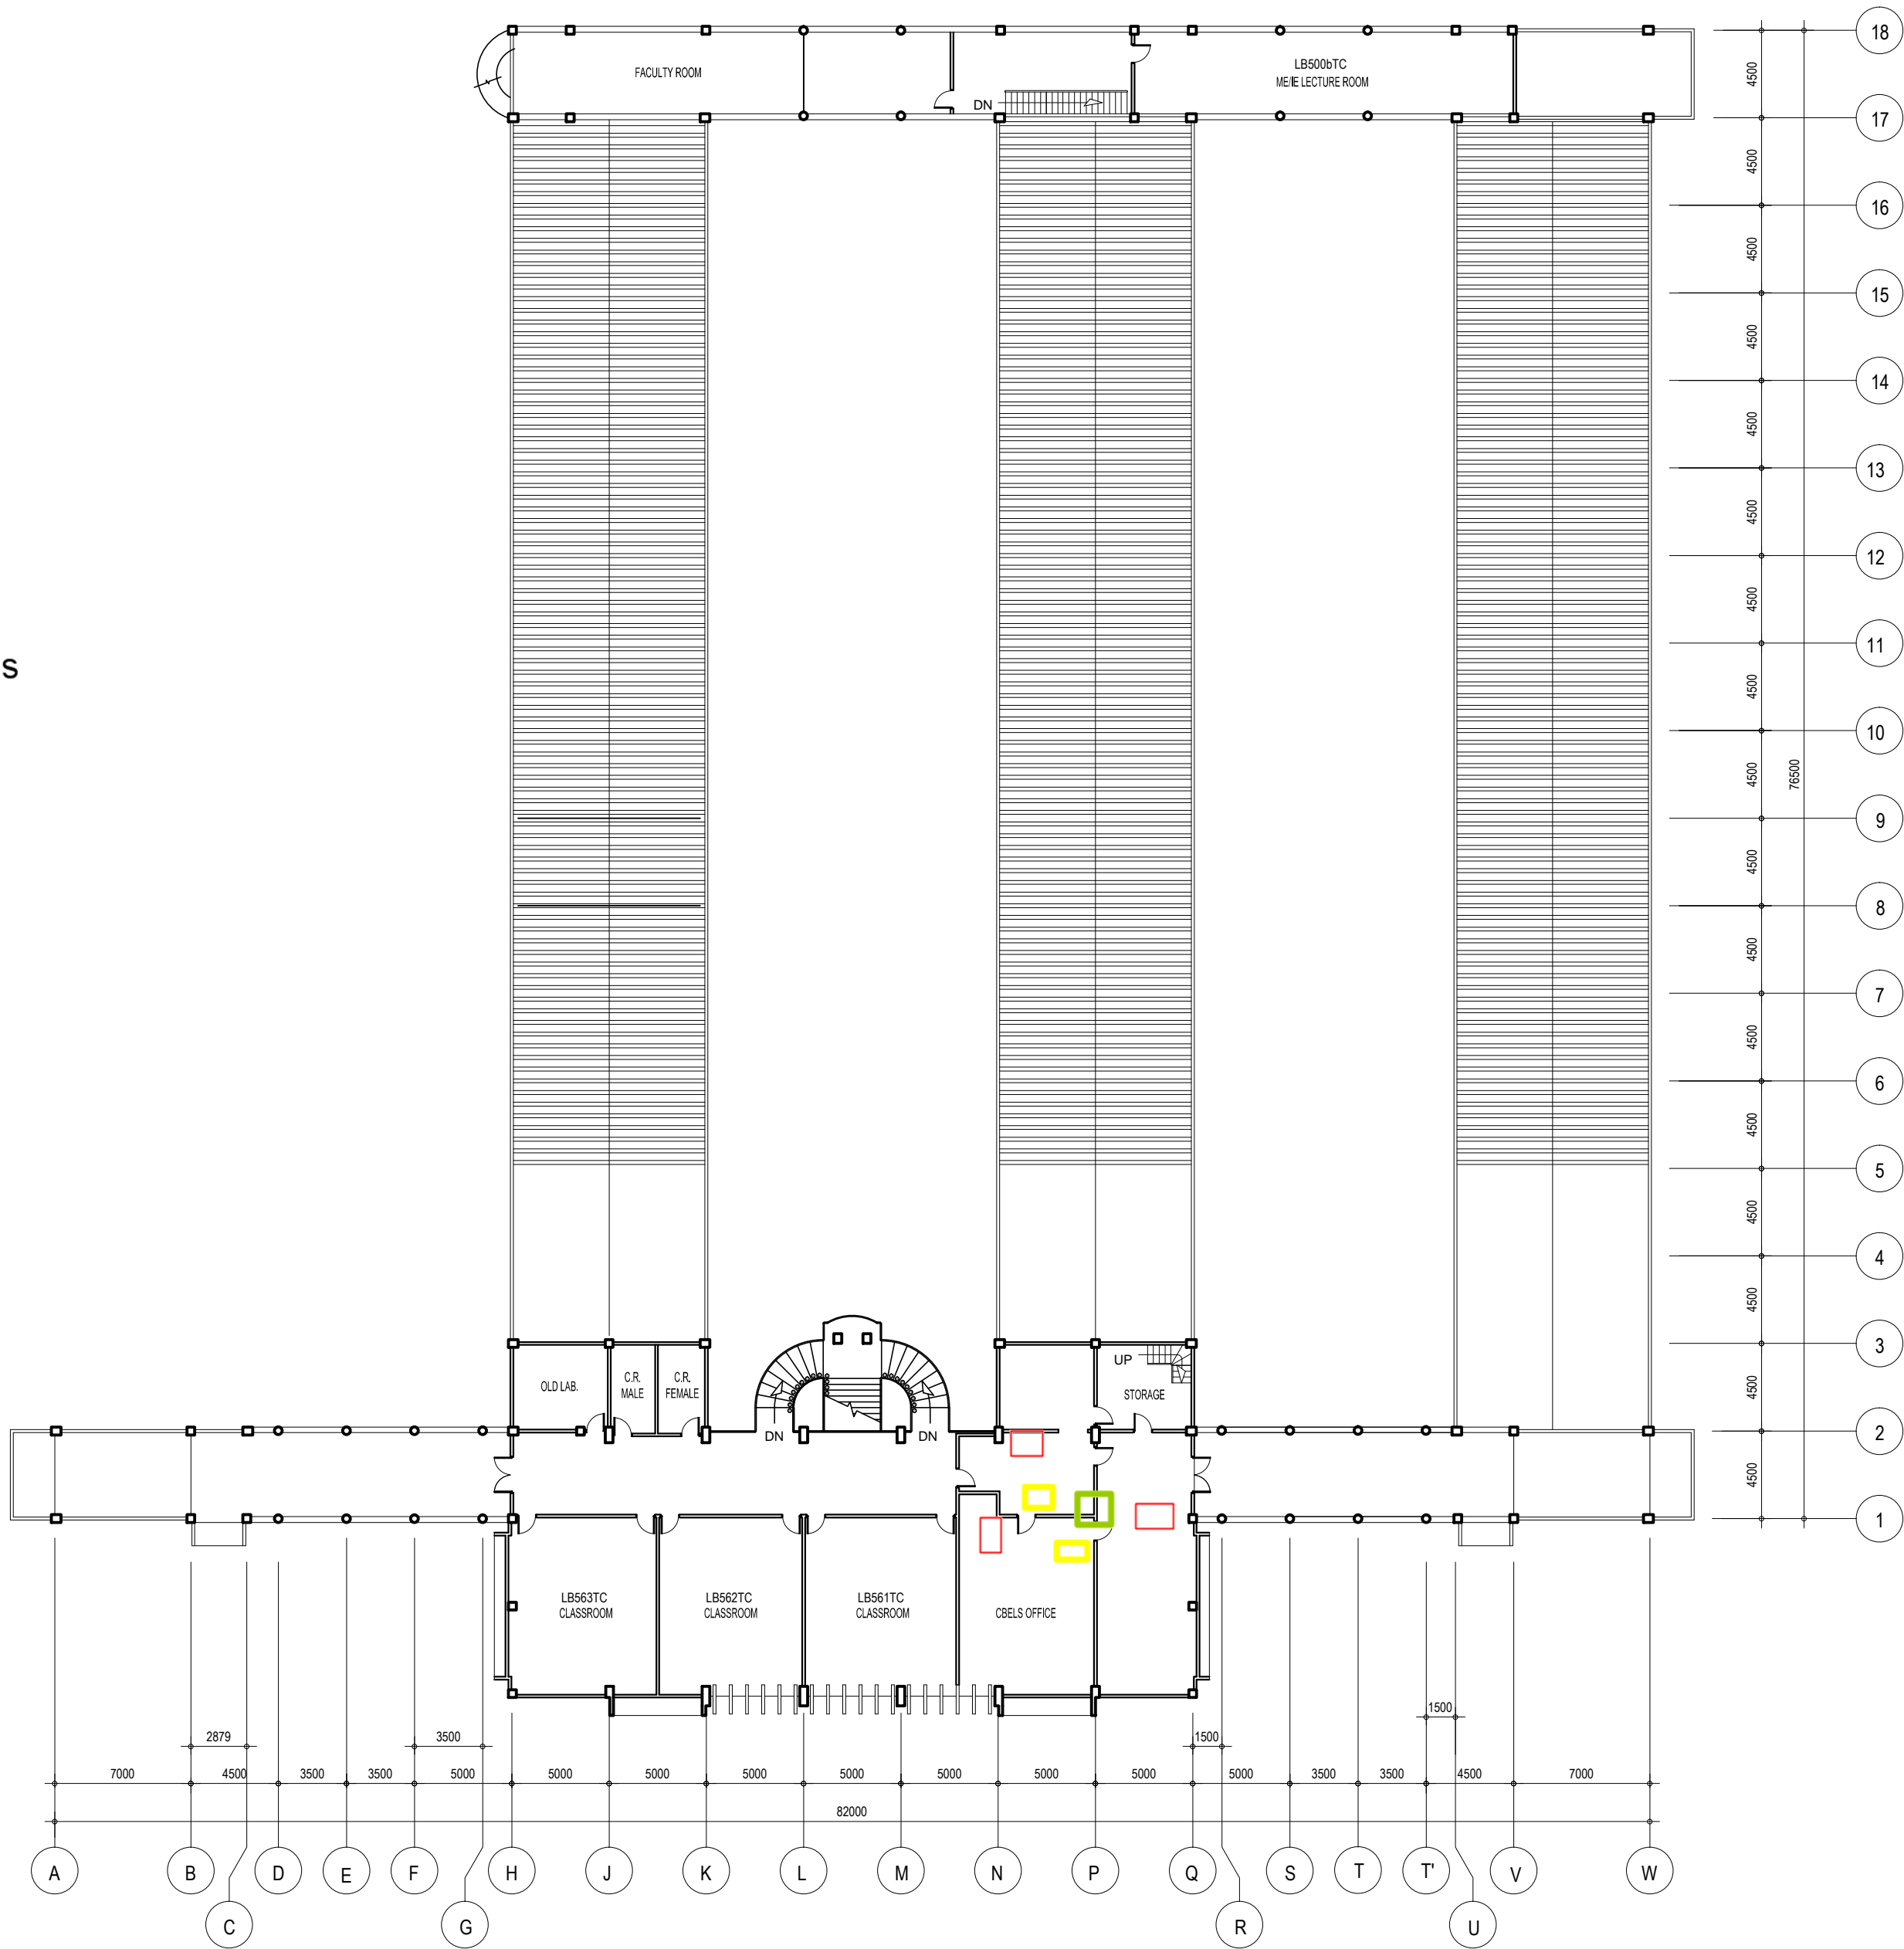 18
FACULTY ROOM
LB500bTC
ME/IE LECTURE ROOM
4500
DN
17
4500
16
4500
15
4500
14
4500
13
4500
12
4500
11
S
4500
10
4500
76500
9
4500
8
4500
7
4500
6
4500
5
4500
4
4500
3
UP
C.R.
MALE
C.R.
FEMALE
OLD LAB.
STORAGE
4500
DN
DN
2
4500
1
LB563TC
CLASSROOM
LB562TC
CLASSROOM
LB561TC
CLASSROOM
CBELS OFFICE
1500
2879
3500
1500
7000 4500 3500 3500 5000 5000 5000 5000 5000 5000 5000 5000 5000 3500 3500 4500 7000
82000
A B D E F H J K L M N P Q S T T' V W
C G R U